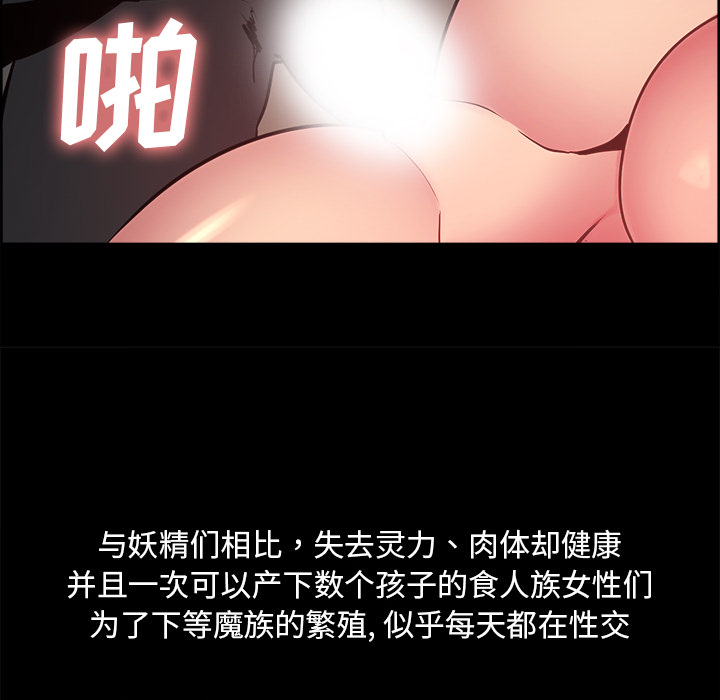 啪
与妖精们相比，失去灵力、肉体却健康
并且一次可以产下数个孩子的食人族女性们
为了下等魔族的繁殖, 似乎每天都在性交